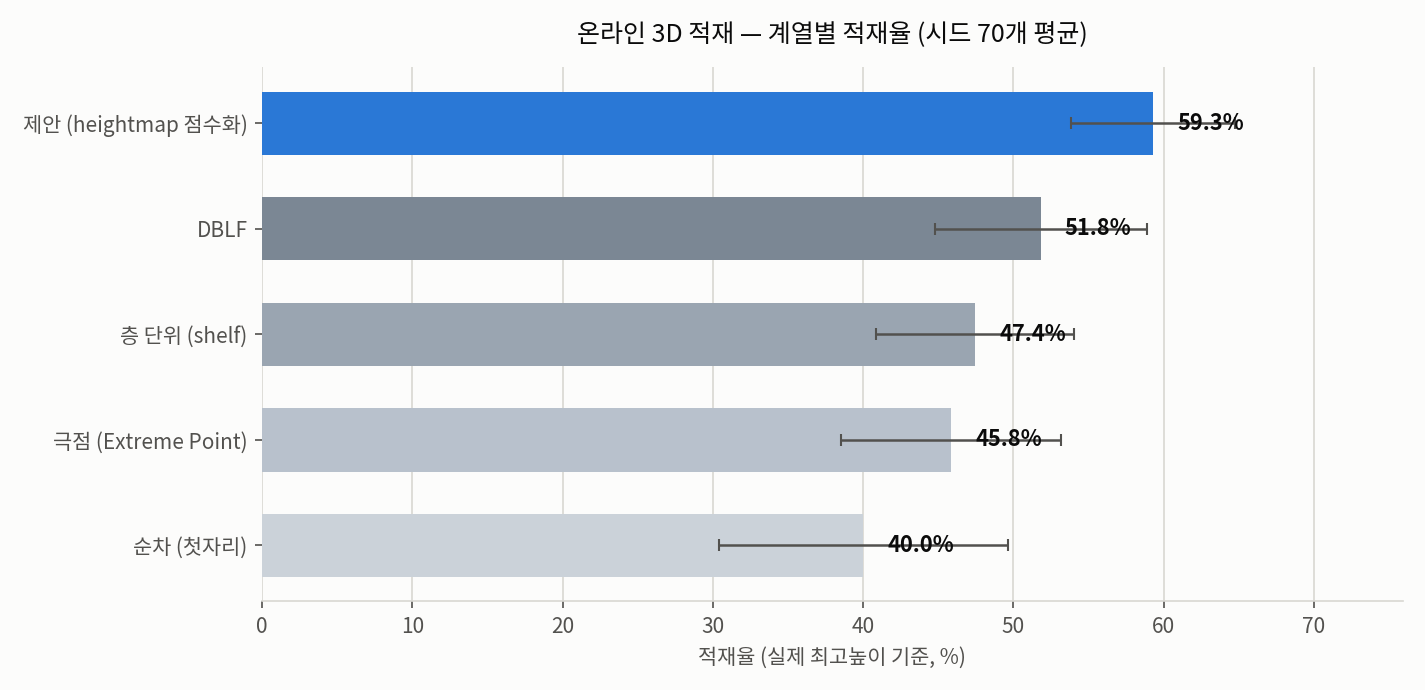 온라인 3D 적재 — 계열별 적재율 (시드 70개 평균)
제안 (heightmap 점수화)
59.3%
DBLF
51.8%
층 단위 (shelf)
47.4%
극점 (Extreme Point)
45.8%
순차 (첫자리)
40.0%
0 10 20 30 40 50 60 70
적재율 (실제 최고높이 기준, %)